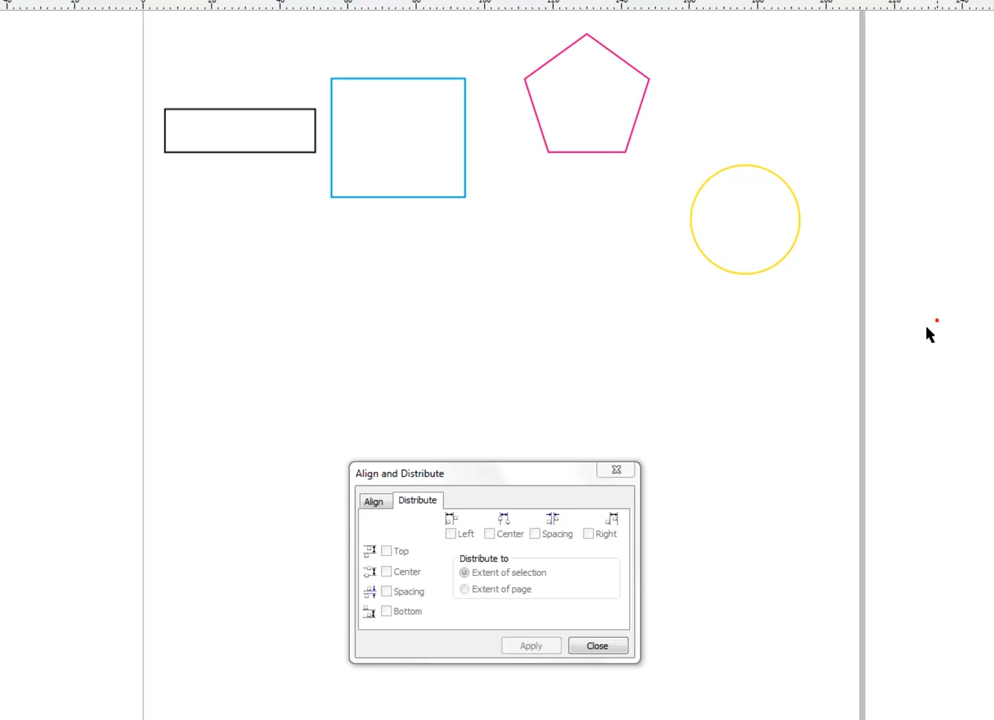 Align and Distribute
Align Distribute
Left Center Spacing Right
Top
Center
Spacing
Bottom
Distribute to
Extent of selection
Extent of page
Apply Close